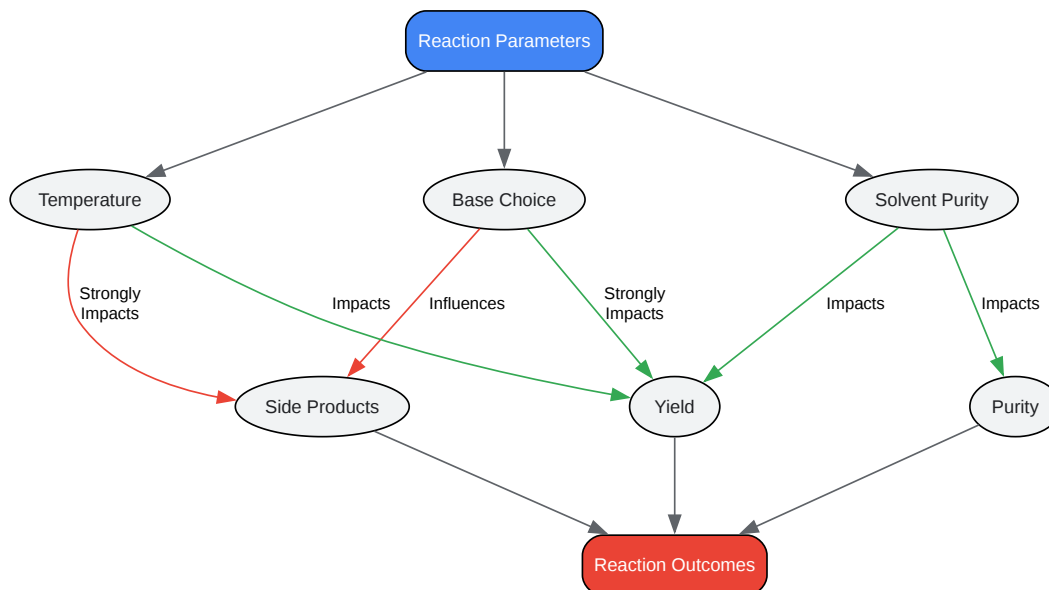 Reaction Parameters
Temperature
Base Choice
Solvent Purity
Strongly
Impacts
Impacts
Influences
Strongly
Impacts
Impacts
Impacts
Side Products
Yield
Purity
Reaction Outcomes